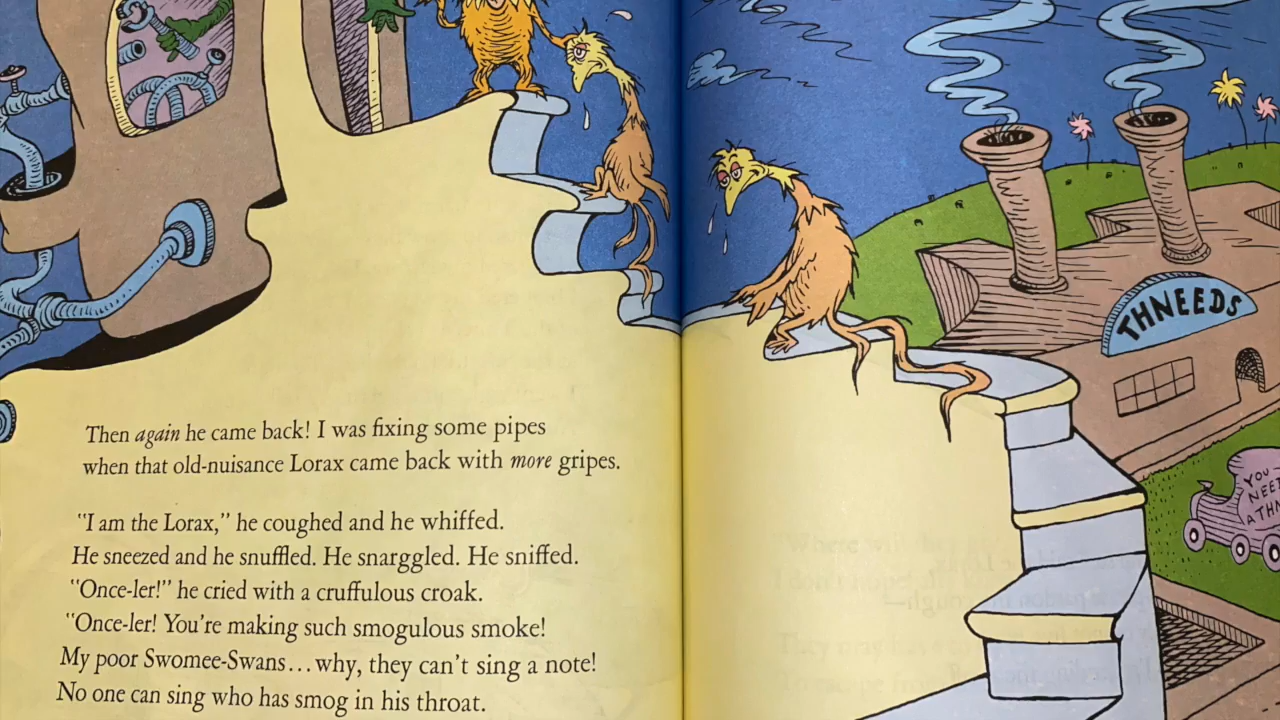 Then again he came back! I was fixing some pipes
when that old-nuisance Lorax came back with more gripes.
"I am the Lorax," he coughed and he whiffed.
He sneezed and he snuffled. He snarggled. He sniffed.
"Once-ler!" he cried with a cruffulous croak.
"Once-ler! You're making such smogulous smoke!
My poor Swomee-Swans...why, they can't sing a note!
No one can sing who has smog in his throat.
THNEEDS
YOU
NEED
A